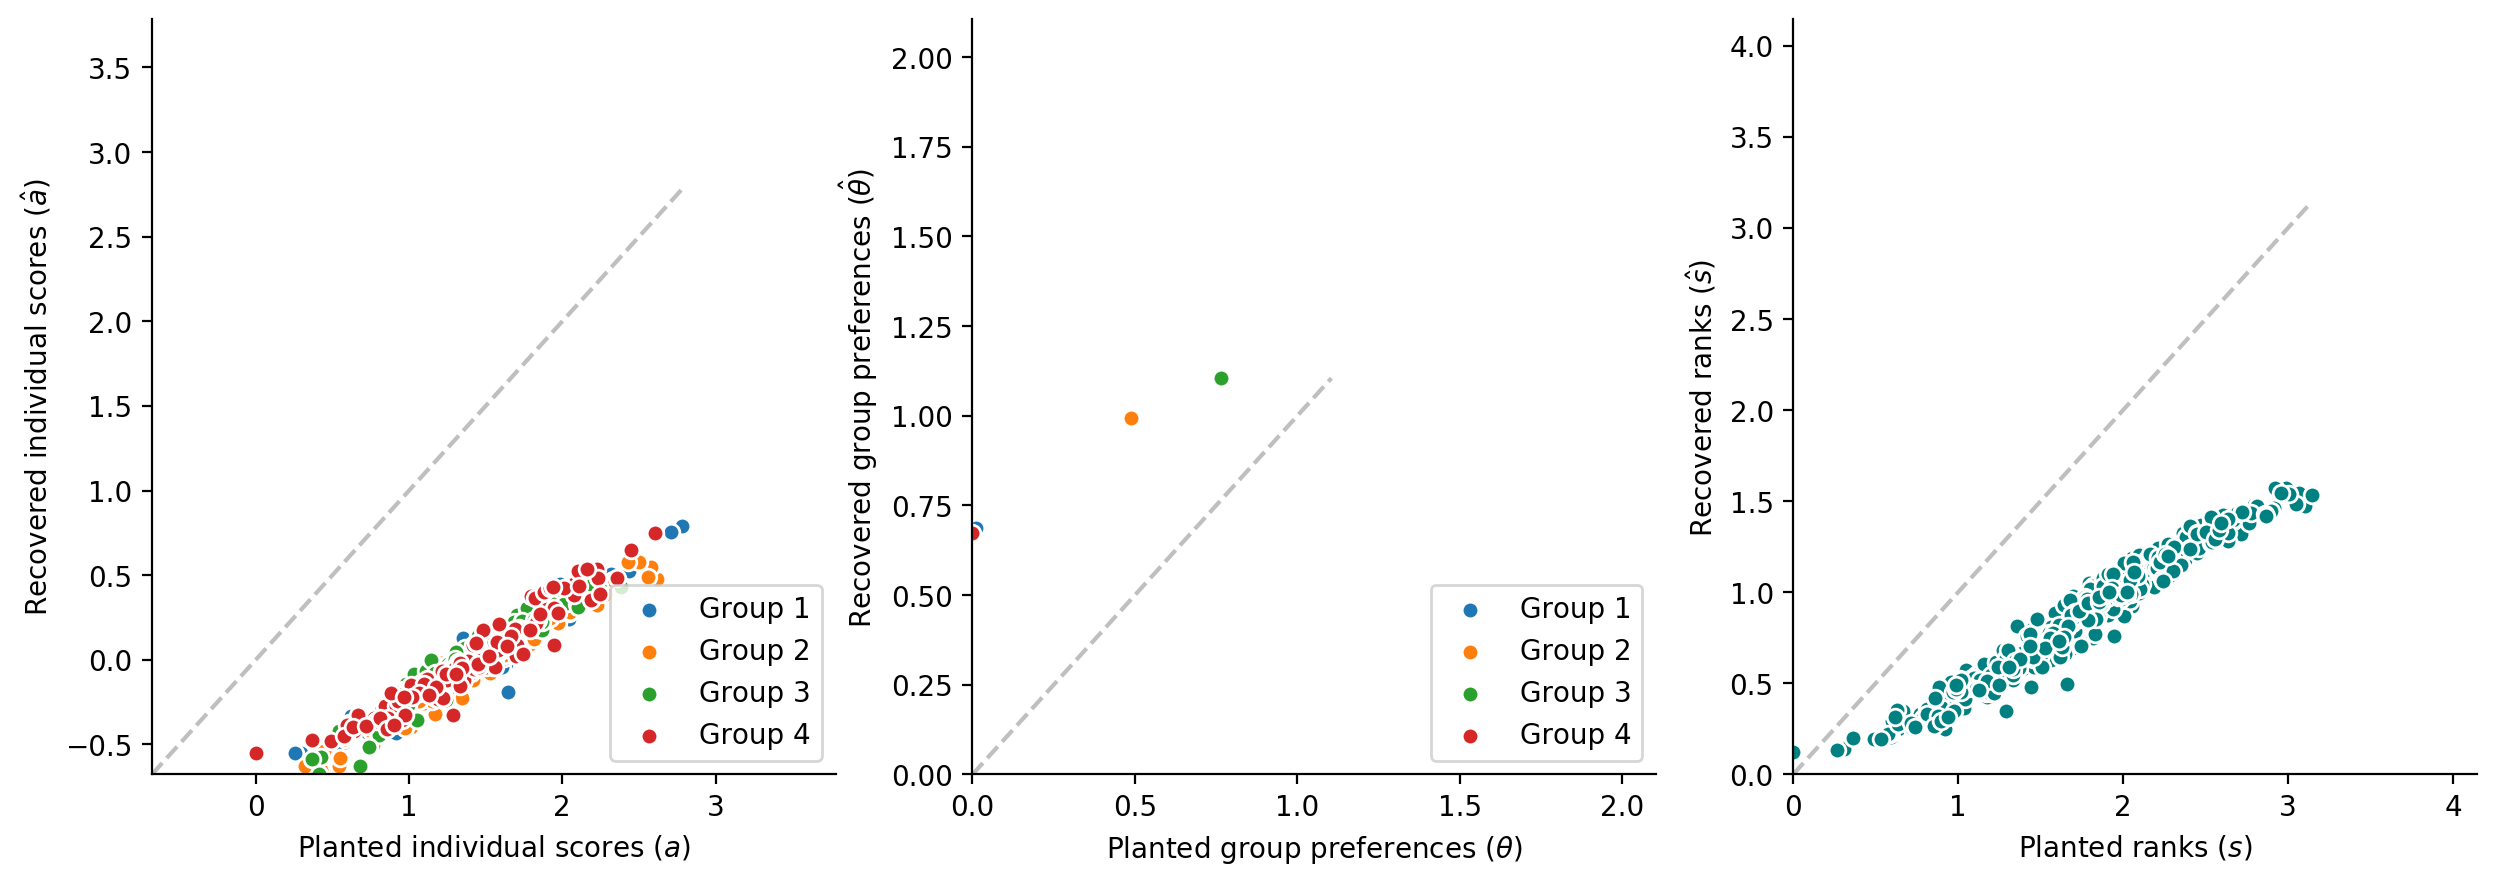 Recovered individual scores (â)
3.5
3.0
2.5
2.0
1.5
1.0
0.5
0.0
−0.5
0 1 2 3
Planted individual scores (a)
Group 1
Group 2
Group 3
Group 4
Recovered group preferences (θ̂)
2.00
1.75
1.50
1.25
1.00
0.75
0.50
0.25
0.00
0.0 0.5 1.0 1.5 2.0
Planted group preferences (θ)
Group 1
Group 2
Group 3
Group 4
Recovered ranks (ŝ)
4.0
3.5
3.0
2.5
2.0
1.5
1.0
0.5
0.0
0 1 2 3 4
Planted ranks (s)